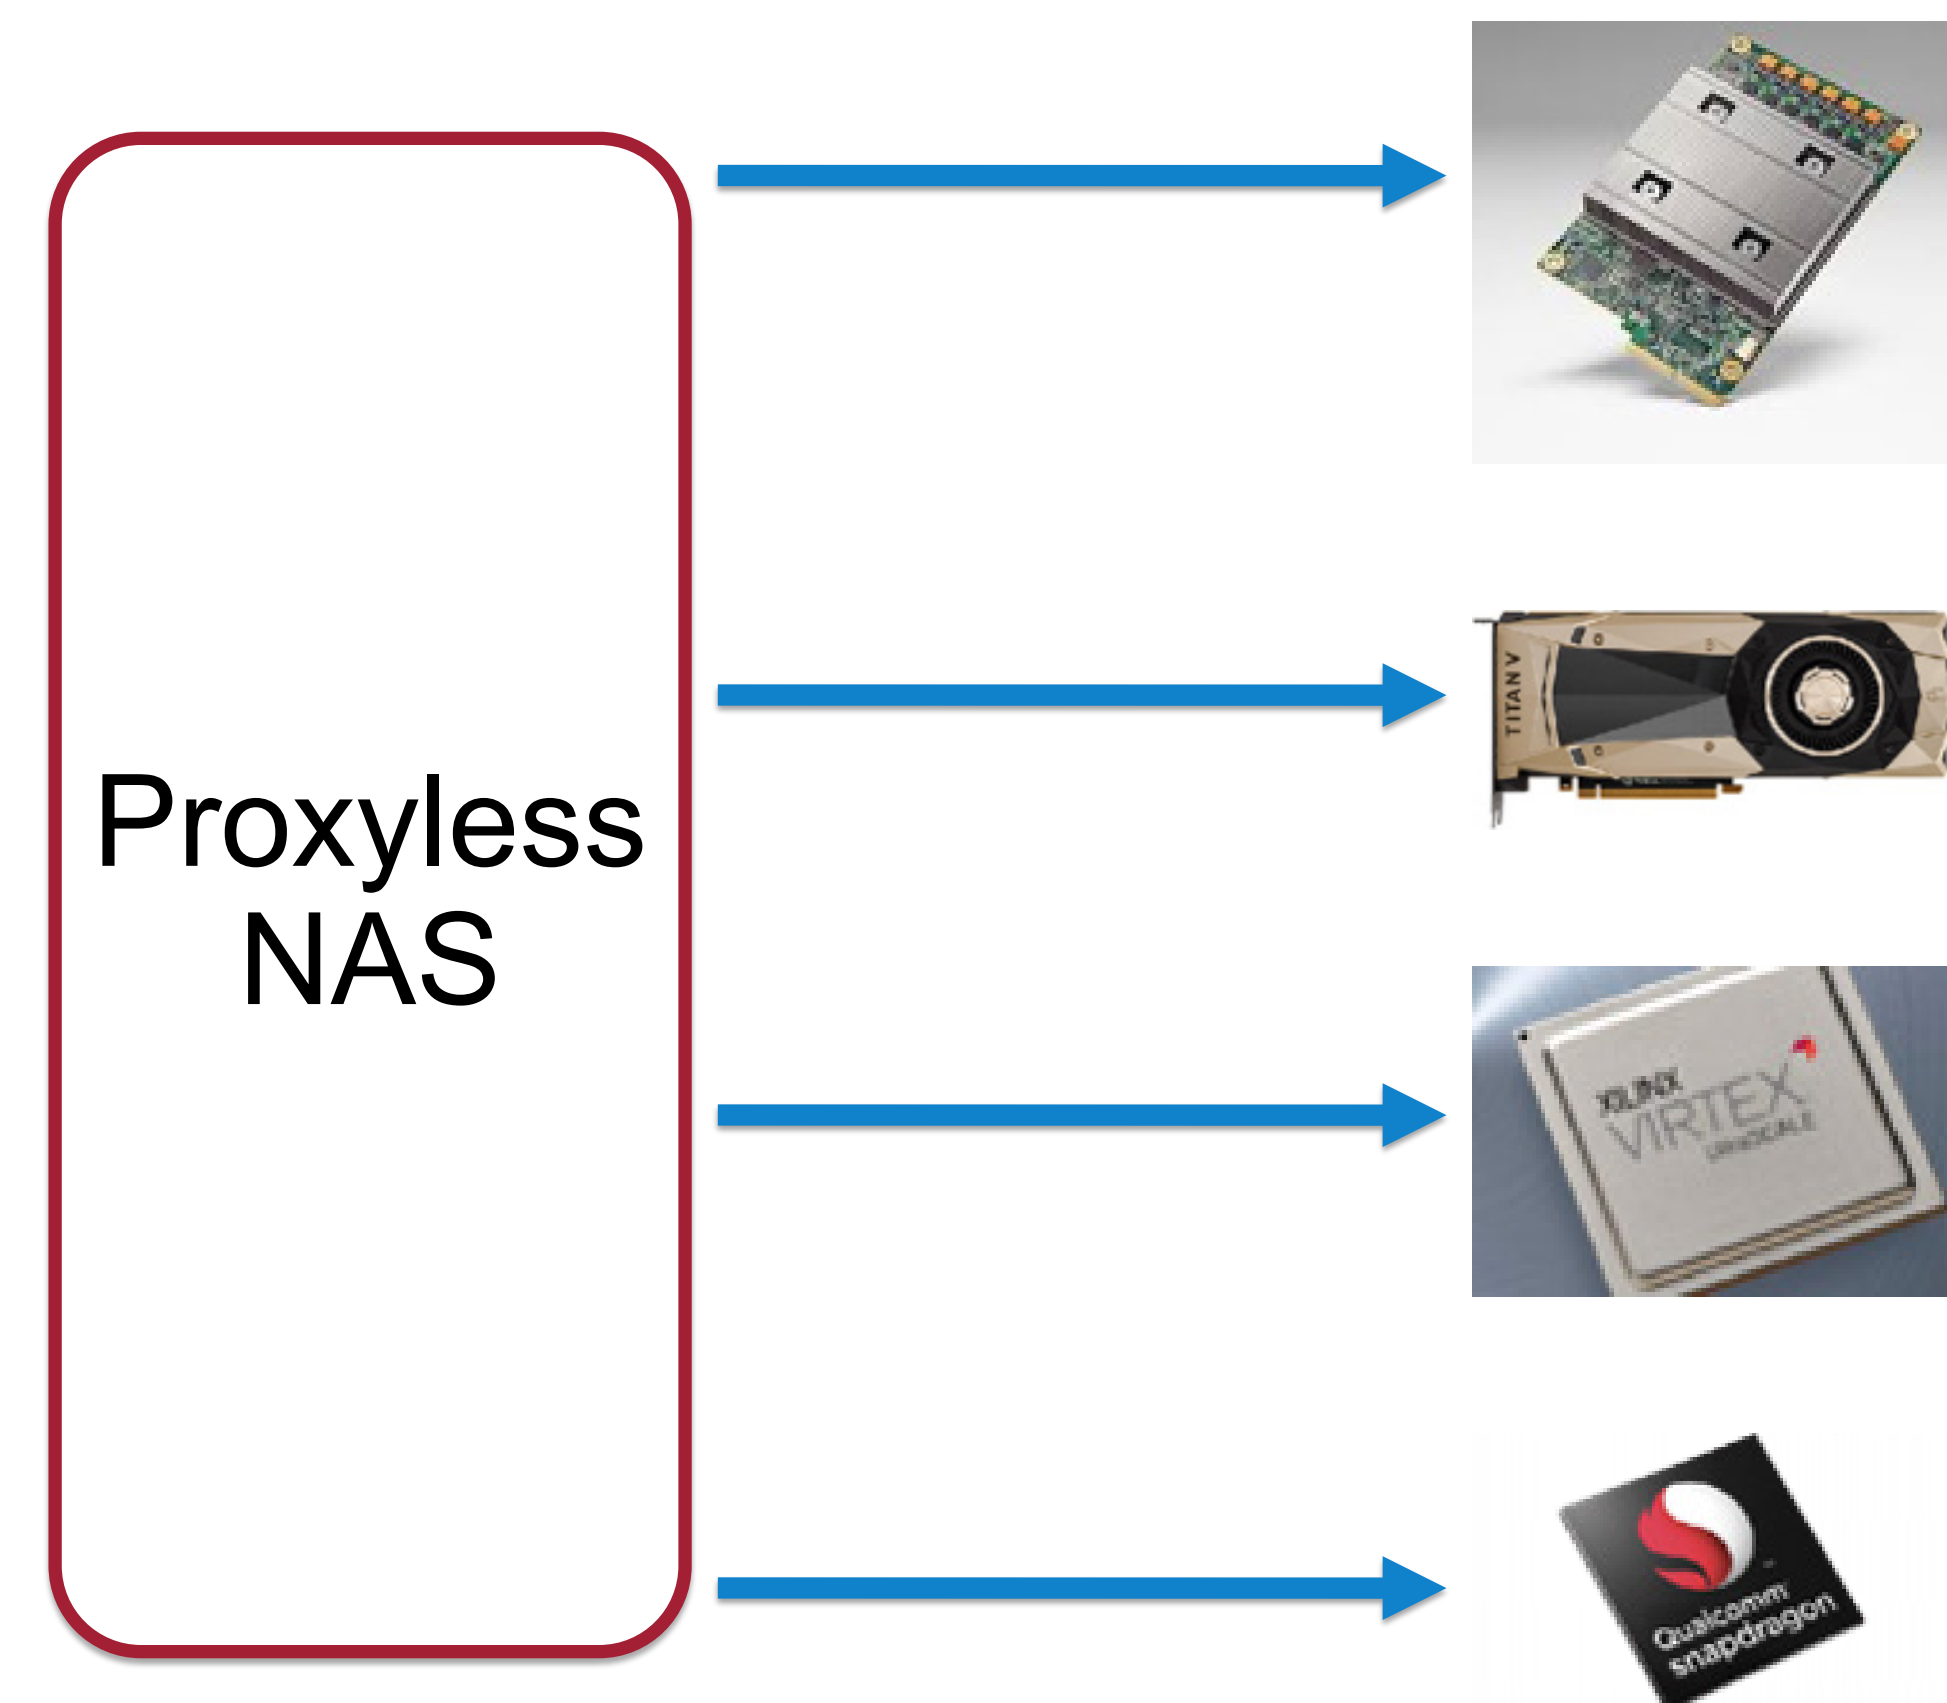 Proxyless
NAS
TITAN V
XILINX
VIRTEX
Qualcomm
snapdragon